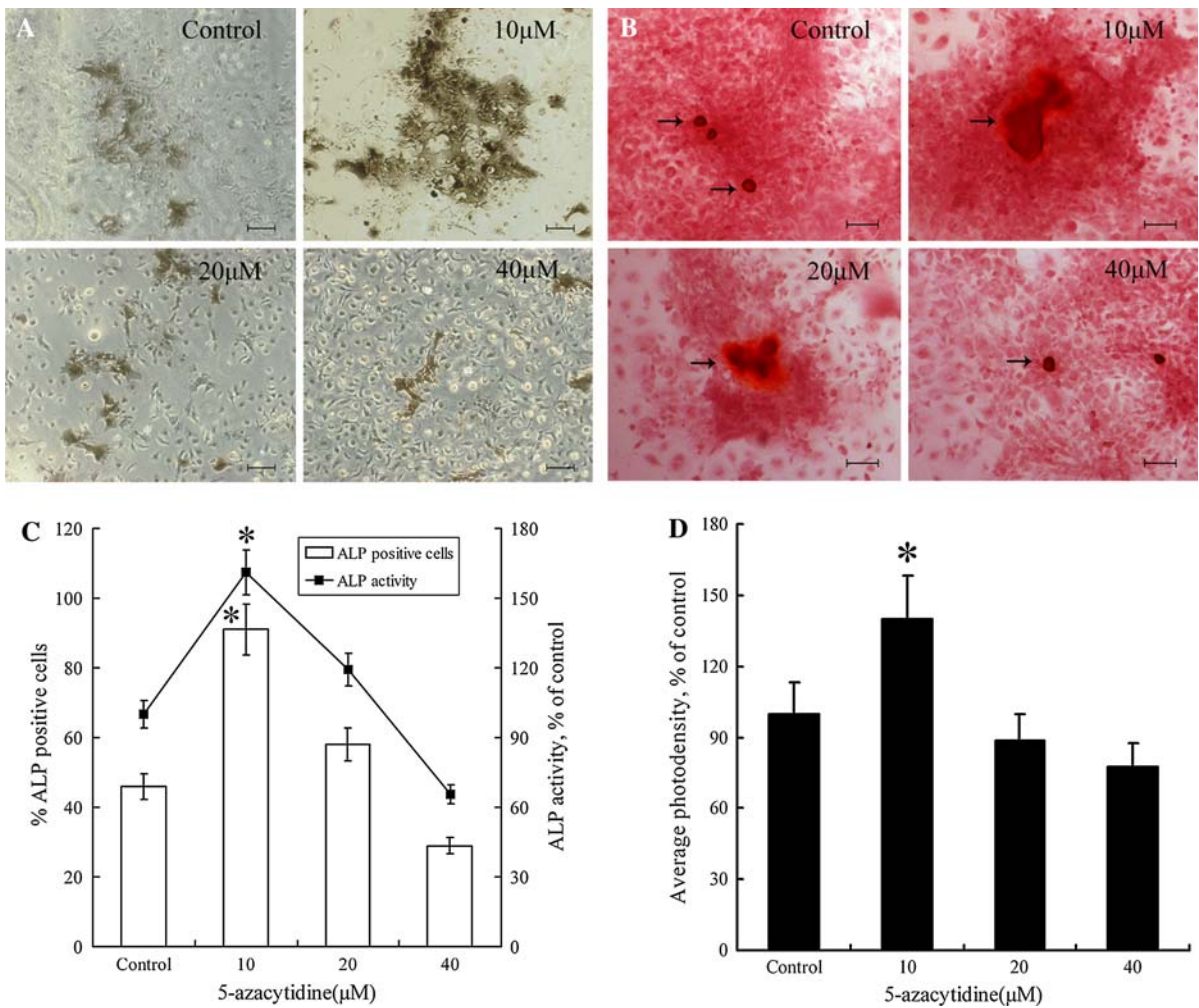 A
Control
10μM
20μM
40μM
B
Control
10μM
20μM
40μM
C
120
100
80
60
40
20
0
% ALP positive cells
180
150
120
90
60
30
0
ALP activity, % of control
ALP positive cells
ALP activity
*
*
Control
10
20
40
5-azacytidine(μM)
D
180
150
120
90
60
30
0
Average photodensity, % of control
*
Control
10
20
40
5-azacytidine(μM)